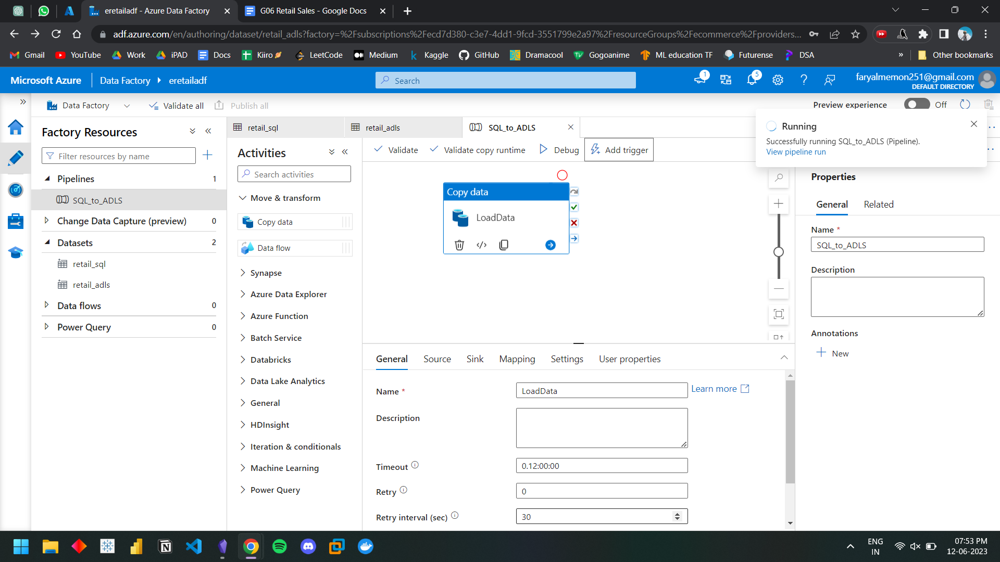 eretailadf - Azure Data Factory
G06 Retail Sales - Google Docs
adf.azure.com/en/authoring/dataset/retail_adls?factory=%2Fsubscriptions%2Fecd7d380-c3e7-4dd1-9fcd-3551799e2a97%2FresourceGroups%2Fecommerce%2Fproviders...
Gmail YouTube Work iPAD Docs Kiiro LeetCode Medium Kaggle GitHub Dramacool Gogoanime ML education TF Futurense DSA » Other bookmarks
Microsoft Azure Data Factory eretailadf Search 1 5 faryalmemon251@gmail.com
DEFAULT DIRECTORY
Data Factory Validate all Publish all Preview experience Off
Factory Resources
Filter resources by name
Pipelines 1
SQL_to_ADLS
Change Data Capture (preview) 0
Datasets 2
retail_sql
retail_adls
Data flows 0
Power Query 0
retail_sql retail_adls SQL_to_ADLS
Activities
Search activities
Move & transform
Copy data
Data flow
Synapse
Azure Data Explorer
Azure Function
Batch Service
Databricks
Data Lake Analytics
General
HDInsight
Iteration & conditionals
Machine Learning
Power Query
Validate Validate copy runtime Debug Add trigger
Copy data
LoadData
General Source Sink Mapping Settings User properties
Name * LoadData Learn more
Description
Timeout 0.12:00:00
Retry 0
Retry interval (sec) 30
Running
Successfully running SQL_to_ADLS (Pipeline).
View pipeline run
Properties
General Related
Name *
SQL_to_ADLS
Description
Annotations
New
ENG
IN
07:53 PM
12-06-2023